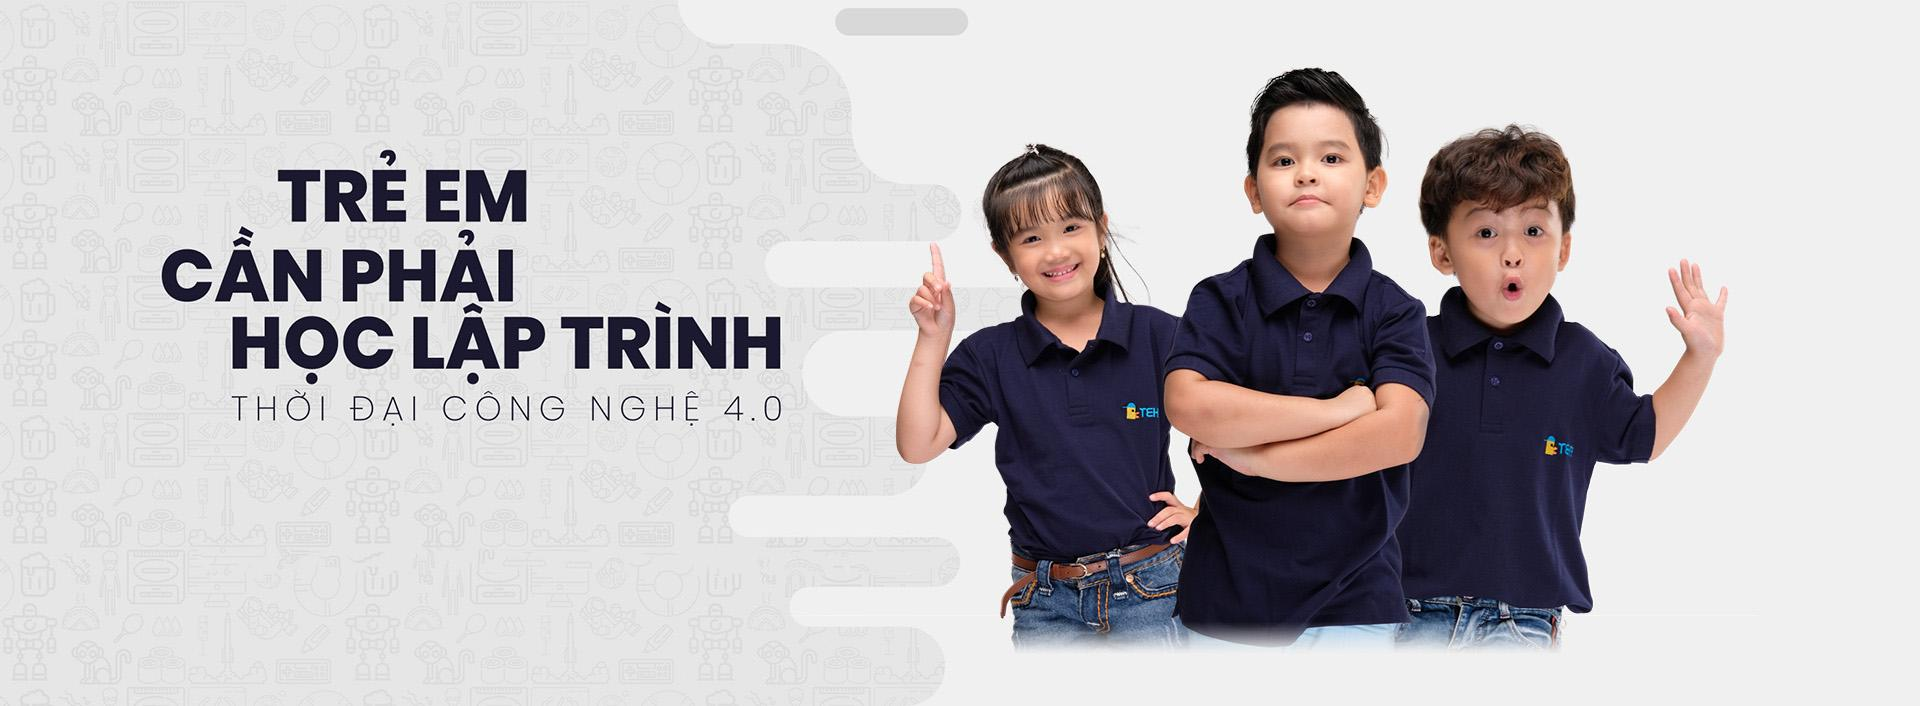 TRẺ EM
CẦN PHẢI
HỌC LẬP TRÌNH
THỜI ĐẠI CÔNG NGHỆ 4.0